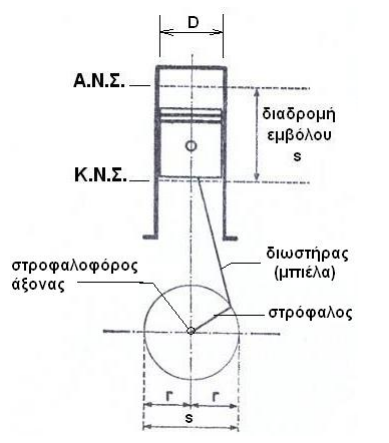 D
Α.Ν.Σ.
διαδρομή
εμβόλου
s
Κ.Ν.Σ.
διωστήρας
(μπιέλα)
στροφαλοφόρος
άξονας
στρόφαλος
r r
s